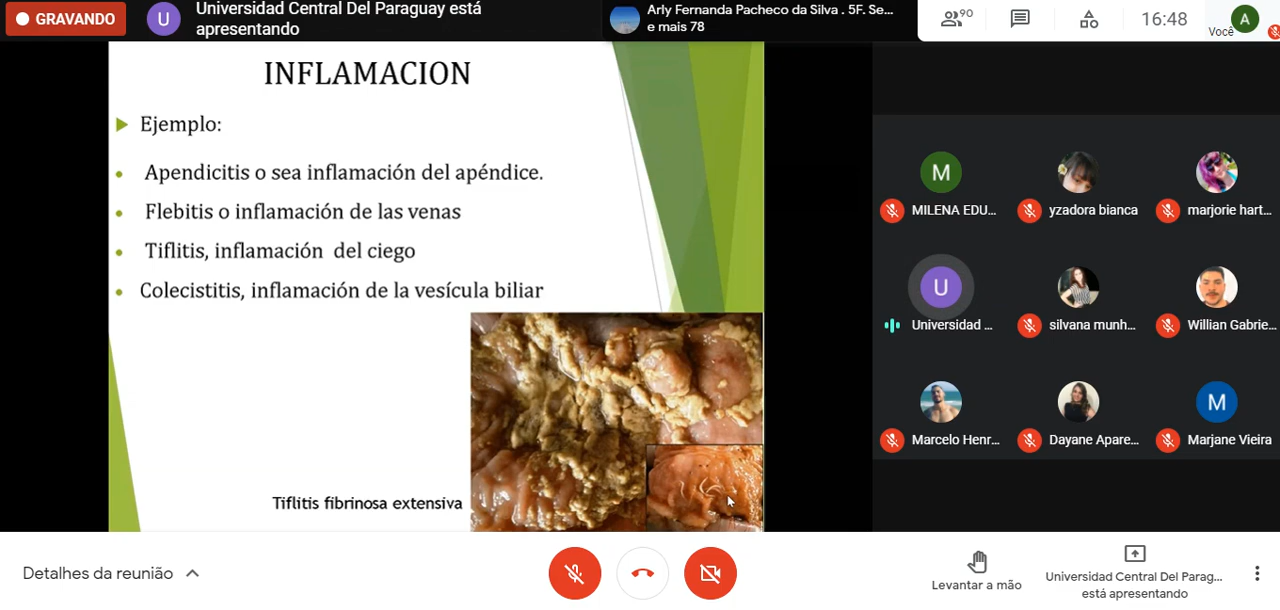 GRAVANDO
U
Universidad Central Del Paraguay está
apresentando
Arly Fernanda Pacheco da Silva . 5F. Se...
e mais 78
90
16:48
Você
A
INFLAMACION
Ejemplo:
Apendicitis o sea inflamación del apéndice.
Flebitis o inflamación de las venas
Tiflitis, inflamación del ciego
Colecistitis, inflamación de la vesícula biliar
Tiflitis fibrinosa extensiva
M
MILENA EDU...
yzadora bianca
marjorie hart...
U
Universidad ...
silvana munh...
Willian Gabrie...
M
Marcelo Henr...
Dayane Apare...
Marjane Vieira
Detalhes da reunião
Levantar a mão
Universidad Central Del Parag...
está apresentando